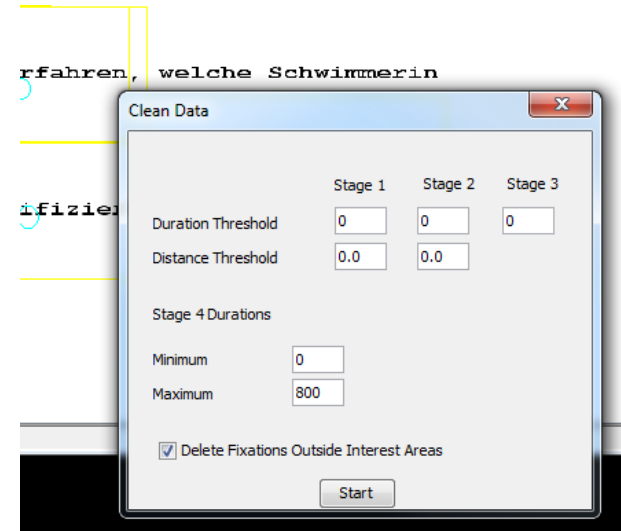 rfahren, welche Schwimmerin
Clean Data
x
Stage 1 Stage 2 Stage 3
ifizier
Duration Threshold 0 0 0
Distance Threshold 0.0 0.0
Stage 4 Durations
Minimum 0
Maximum 800
Delete Fixations Outside Interest Areas
Start